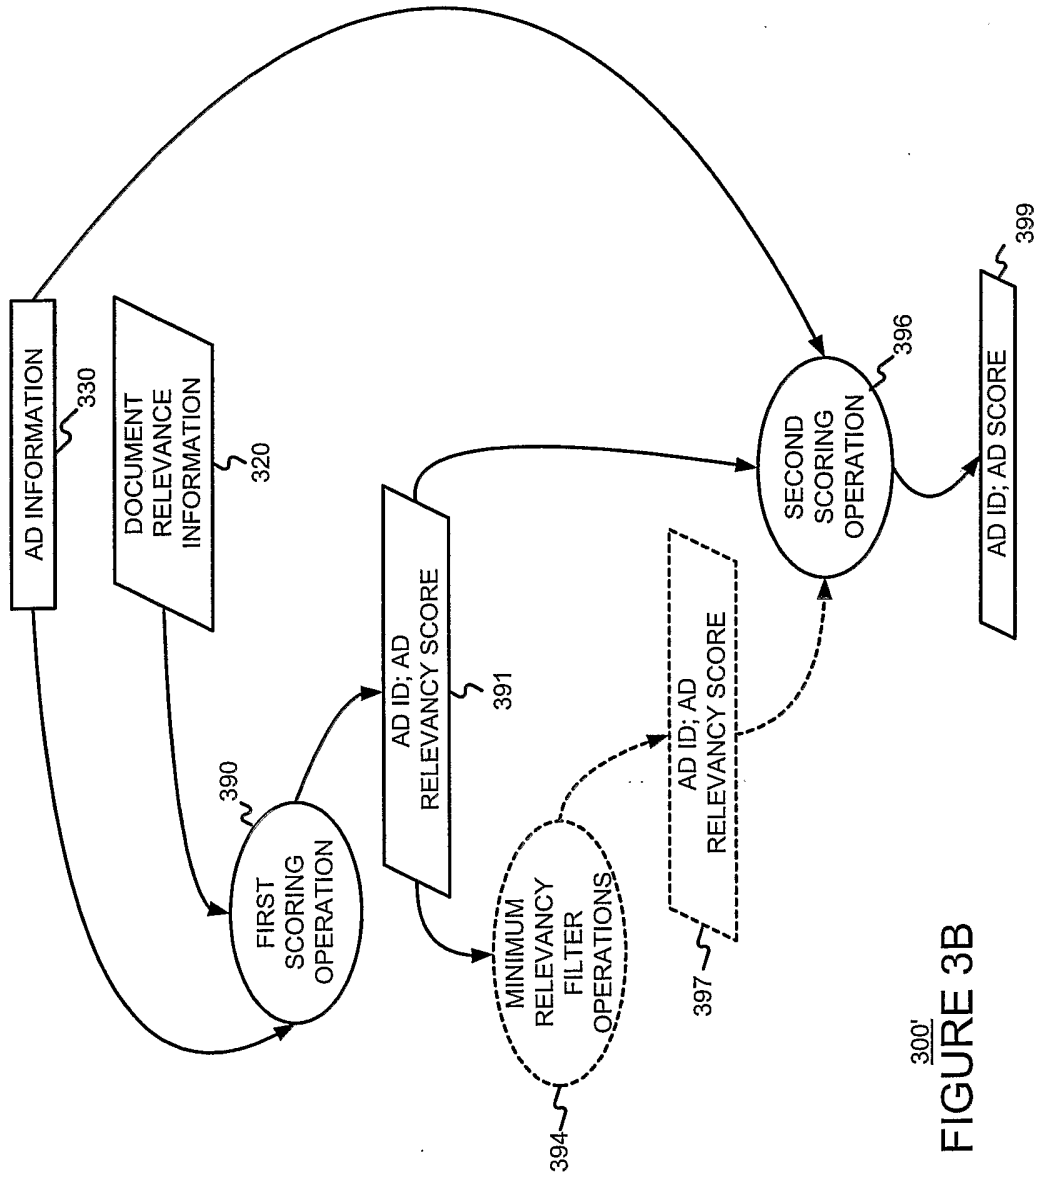 AD INFORMATION
330
DOCUMENT
RELEVANCE
INFORMATION
320
390
FIRST
SCORING
OPERATION
AD ID; AD
RELEVANCY SCORE
391
MINIMUM
RELEVANCY
FILTER
OPERATIONS
394
AD ID; AD
RELEVANCY SCORE
397
SECOND
SCORING
OPERATION
396
AD ID; AD SCORE
399
300'
FIGURE 3B